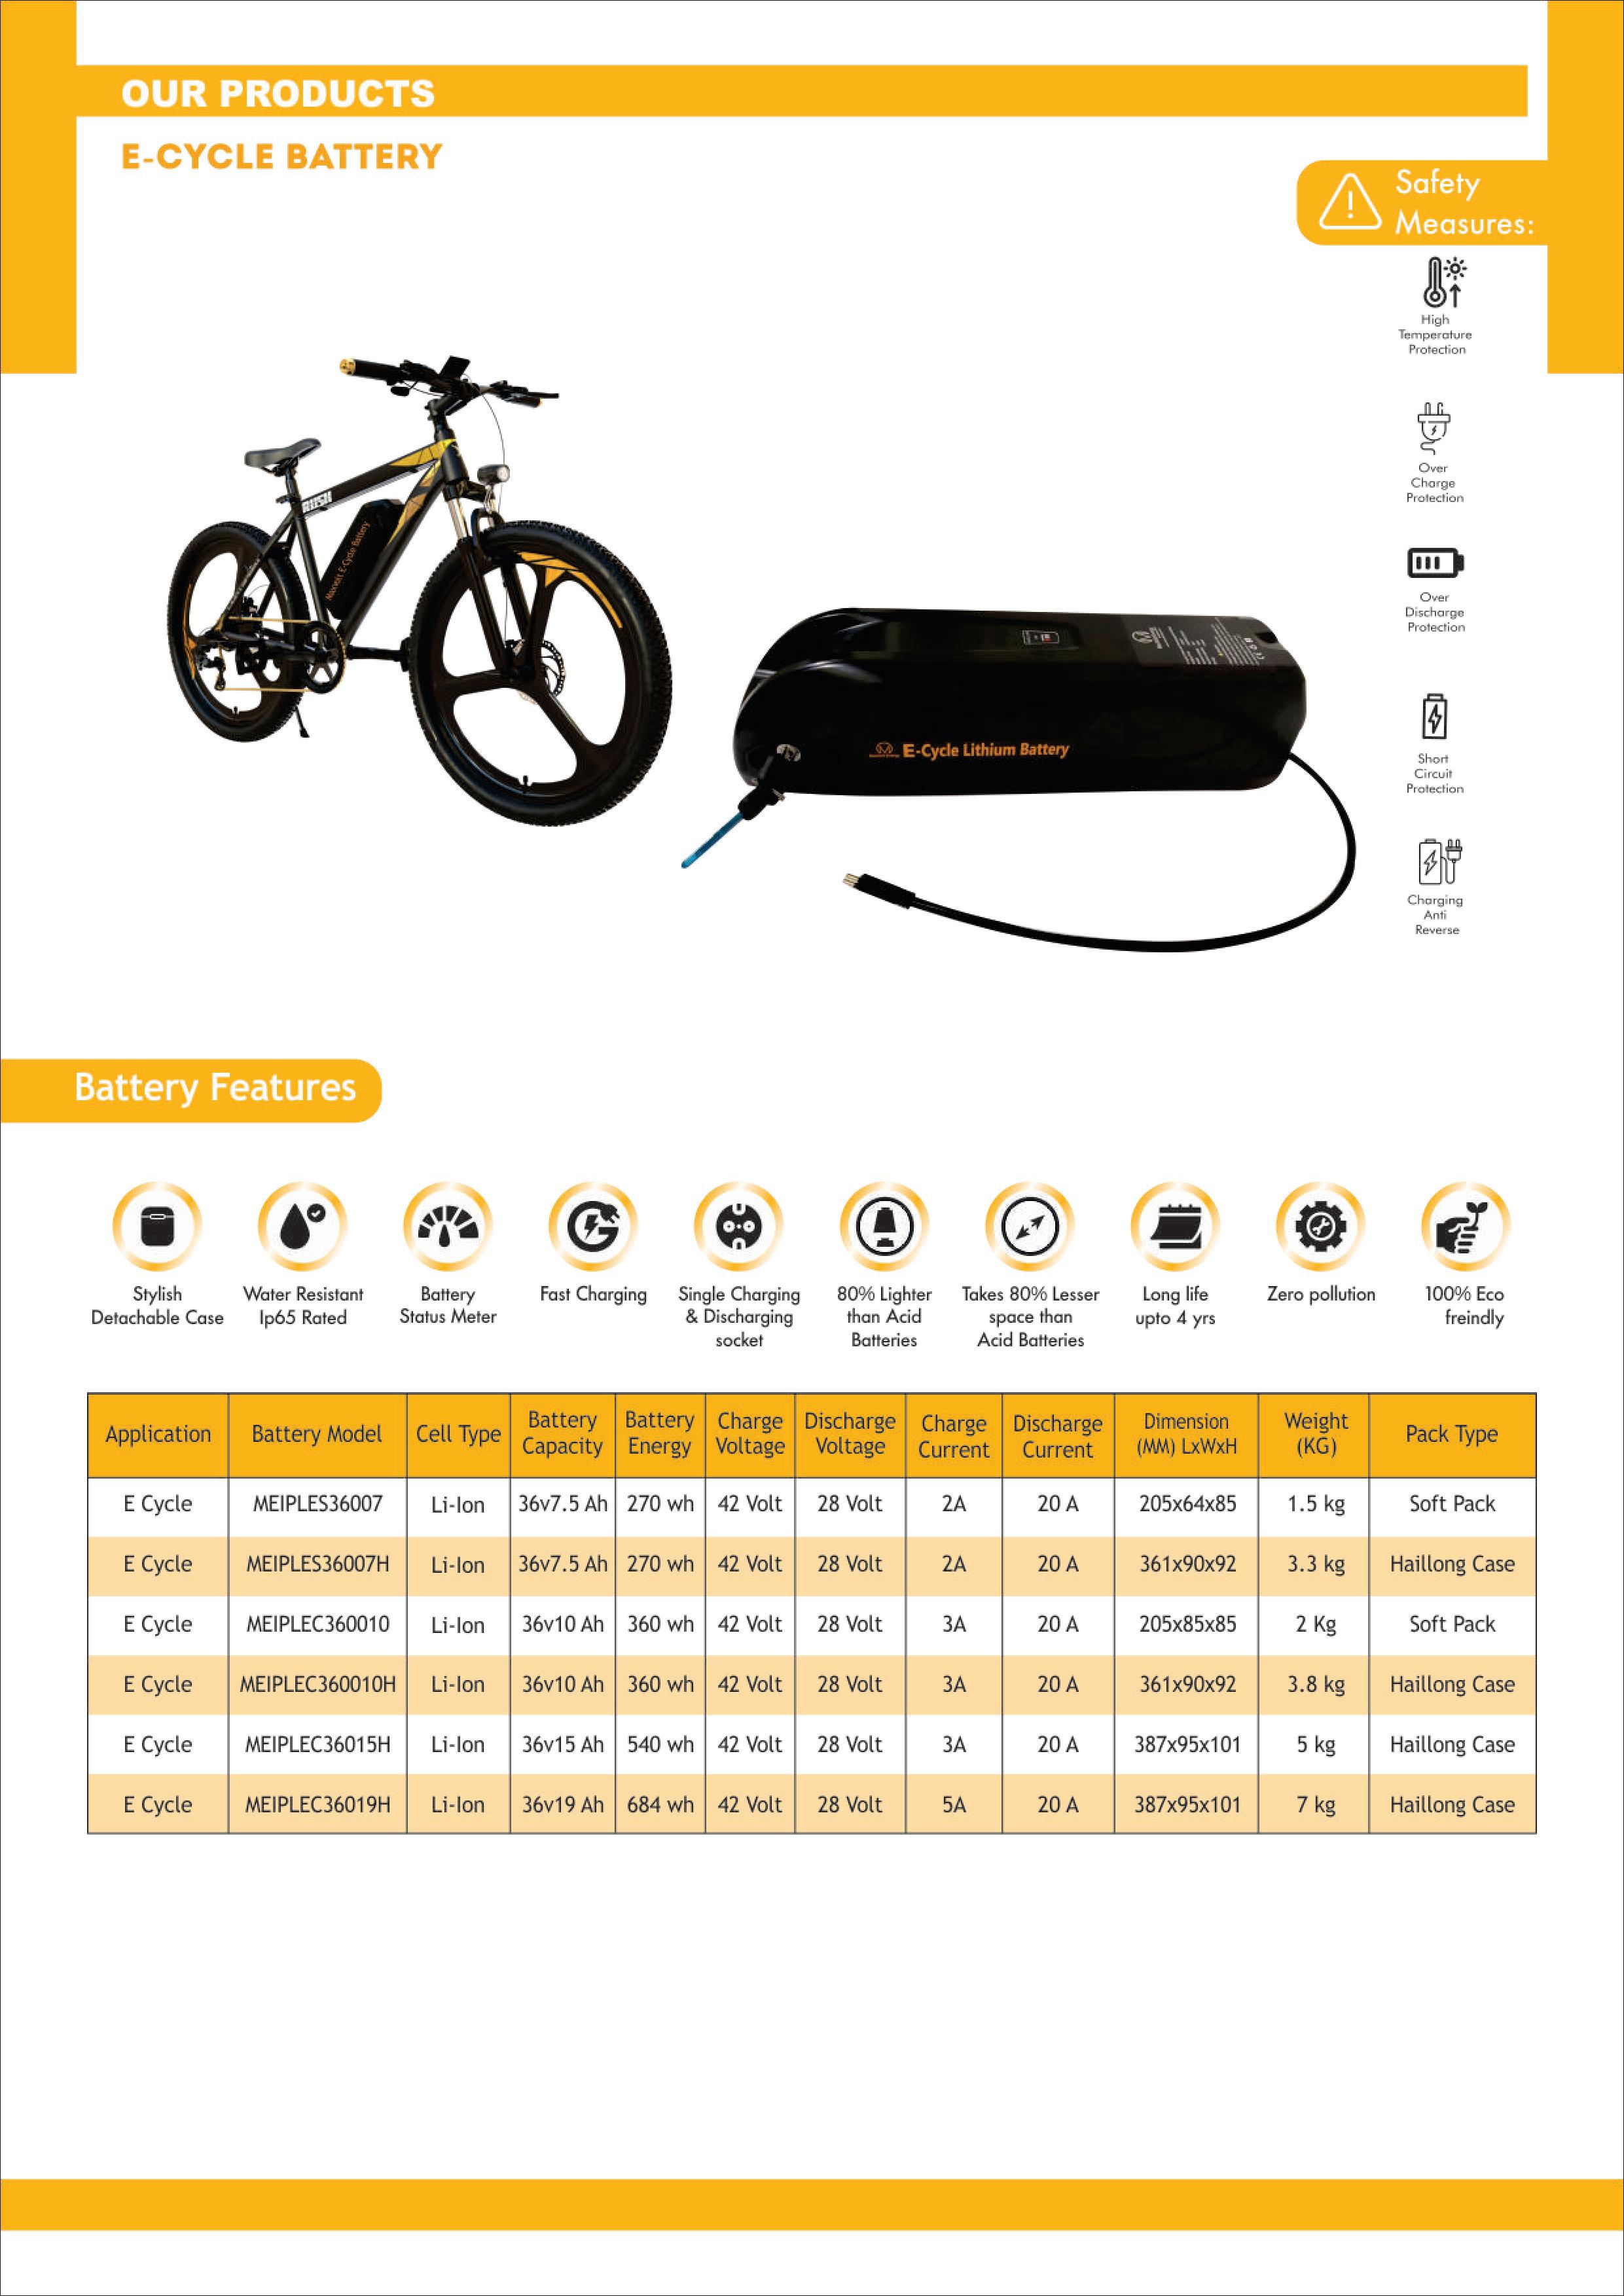 OUR PRODUCTS
E-CYCLE BATTERY
Safety
Measures:
High
Temperature
Protection
Over
Charge
Protection
Over
Discharge
Protection
Short
Circuit
Protection
Charging
Anti
Reverse
RUSH
E-Cycle Battery
E-Cycle Lithium Battery
Battery Features
Stylish
Detachable Case
Water Resistant
Ip65 Rated
Battery
Status Meter
Fast Charging
Single Charging
& Discharging
socket
80% Lighter
than Acid
Batteries
Takes 80% Lesser
space than
Acid Batteries
Long life
upto 4 yrs
Zero pollution
100% Eco
freindly
Application Battery Model Cell Type Battery Capacity Battery Energy Charge Voltage Discharge Voltage Charge Current Discharge Current Dimension (MM) LxWxH Weight (KG) Pack Type
E Cycle MEIPLES36007 Li-Ion 36v7.5 Ah 270 wh 42 Volt 28 Volt 2A 20 A 205x64x85 1.5 kg Soft Pack
E Cycle MEIPLES36007H Li-Ion 36v7.5 Ah 270 wh 42 Volt 28 Volt 2A 20 A 361x90x92 3.3 kg Haillong Case
E Cycle MEIPLEC360010 Li-Ion 36v10 Ah 360 wh 42 Volt 28 Volt 3A 20 A 205x85x85 2 Kg Soft Pack
E Cycle MEIPLEC360010H Li-Ion 36v10 Ah 360 wh 42 Volt 28 Volt 3A 20 A 361x90x92 3.8 kg Haillong Case
E Cycle MEIPLEC36015H Li-Ion 36v15 Ah 540 wh 42 Volt 28 Volt 3A 20 A 387x95x101 5 kg Haillong Case
E Cycle MEIPLEC36019H Li-Ion 36v19 Ah 684 wh 42 Volt 28 Volt 5A 20 A 387x95x101 7 kg Haillong Case